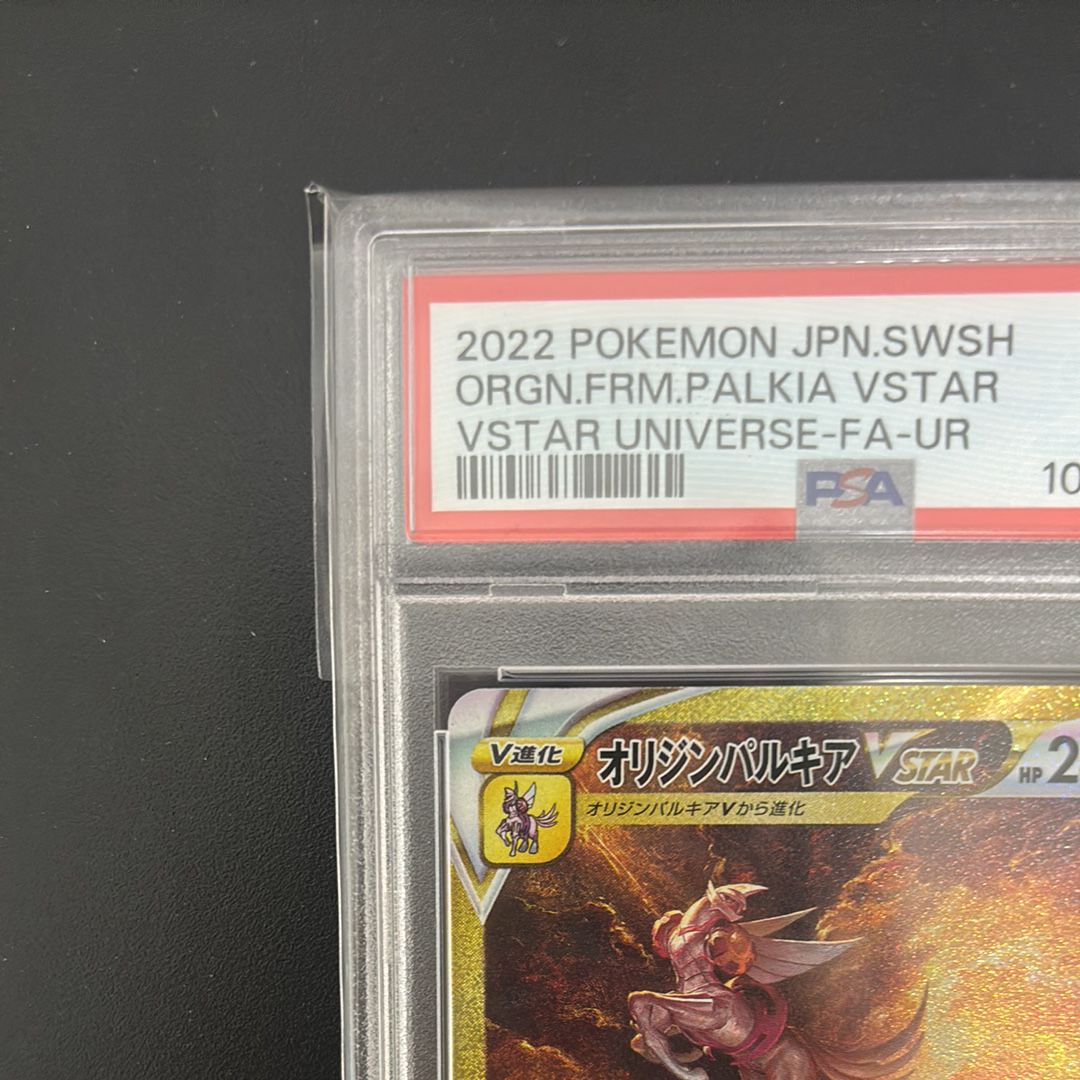 2022 POKEMON JPN.SWSH
ORGN.FRM.PALKIA VSTAR
VSTAR UNIVERSE-FA-UR
10
PSA
V進化
オリジンパルキア VSTAR
HP 2
オリジンパルキアVから進化